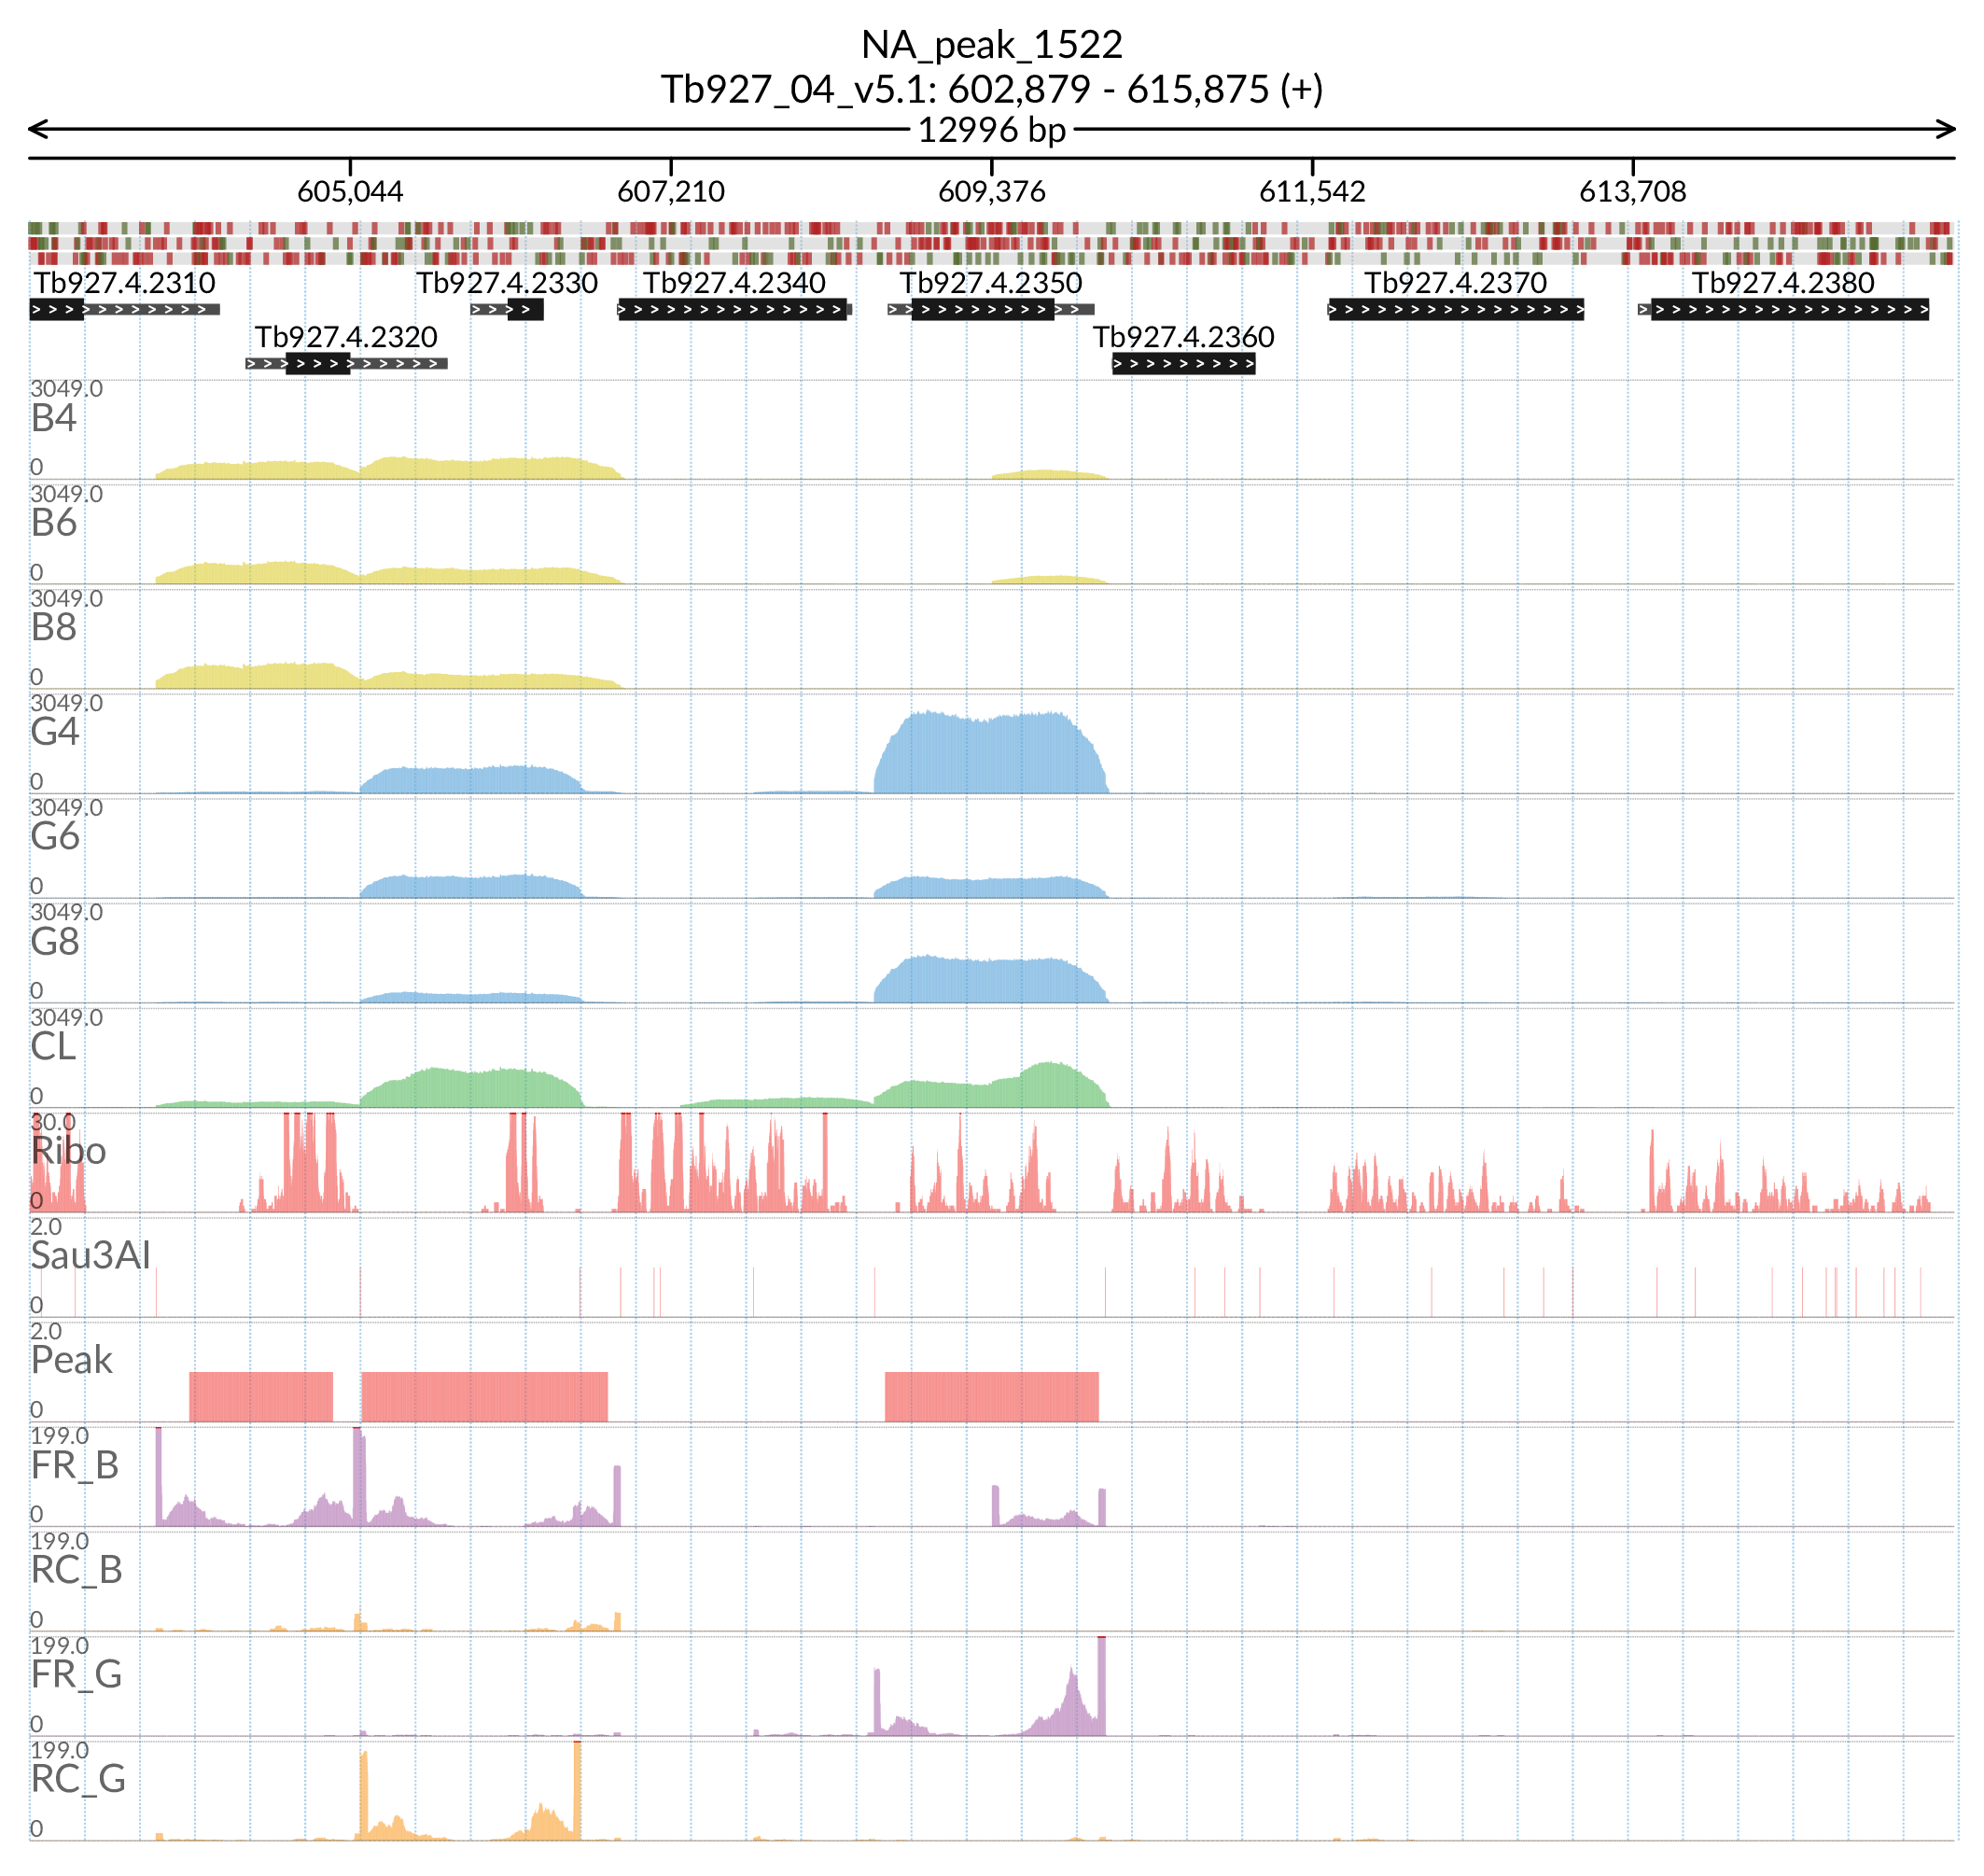 NA_peak_1522
Tb927_04_v5.1: 602,879 - 615,875 (+)
12996 bp
605,044 607,210 609,376 611,542 613,708
Tb927.4.2310 Tb927.4.2330 Tb927.4.2340 Tb927.4.2350 Tb927.4.2370 Tb927.4.2380
Tb927.4.2320 Tb927.4.2360
3049.0
B4
0
3049.0
B6
0
3049.0
B8
0
3049.0
G4
0
3049.0
G6
0
3049.0
G8
0
3049.0
CL
0
30.0
Ribo
0
2.0
Sau3AI
0
2.0
Peak
0
199.0
FR_B
0
199.0
RC_B
0
199.0
FR_G
0
199.0
RC_G
0